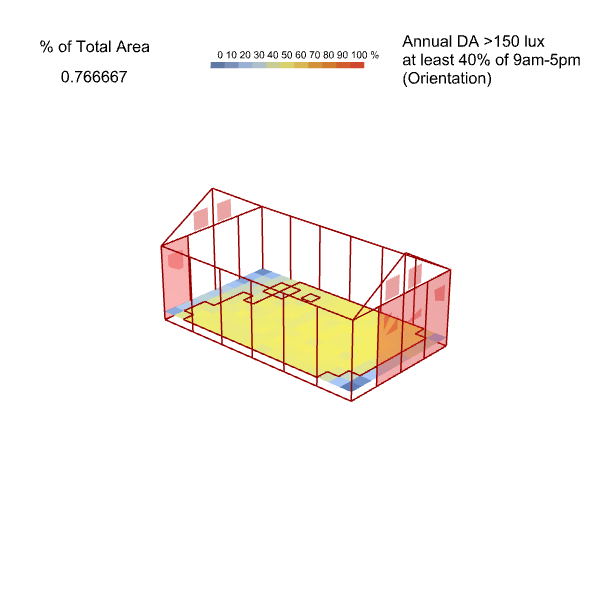 % of Total Area
0.766667
0 10 20 30 40 50 60 70 80 90 100 %
Annual DA >150 lux
at least 40% of 9am-5pm
(Orientation)